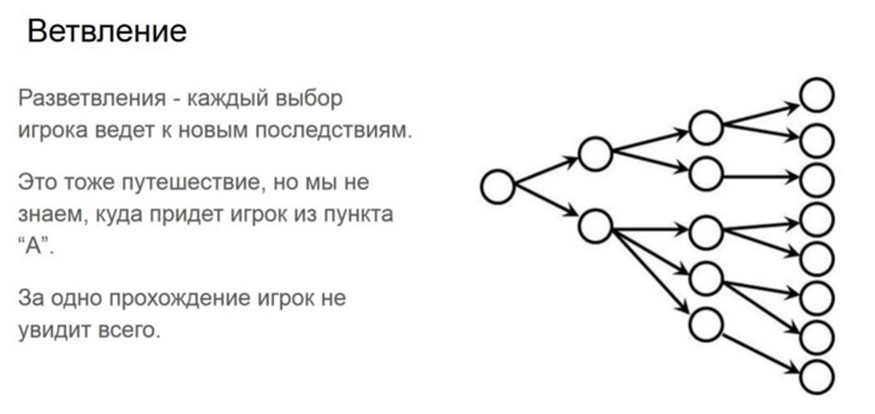 Ветвление
Разветвления - каждый выбор
игрока ведет к новым последствиям.
Это тоже путешествие, но мы не
знаем, куда придет игрок из пункта
“А”.
За одно прохождение игрок не
увидит всего.